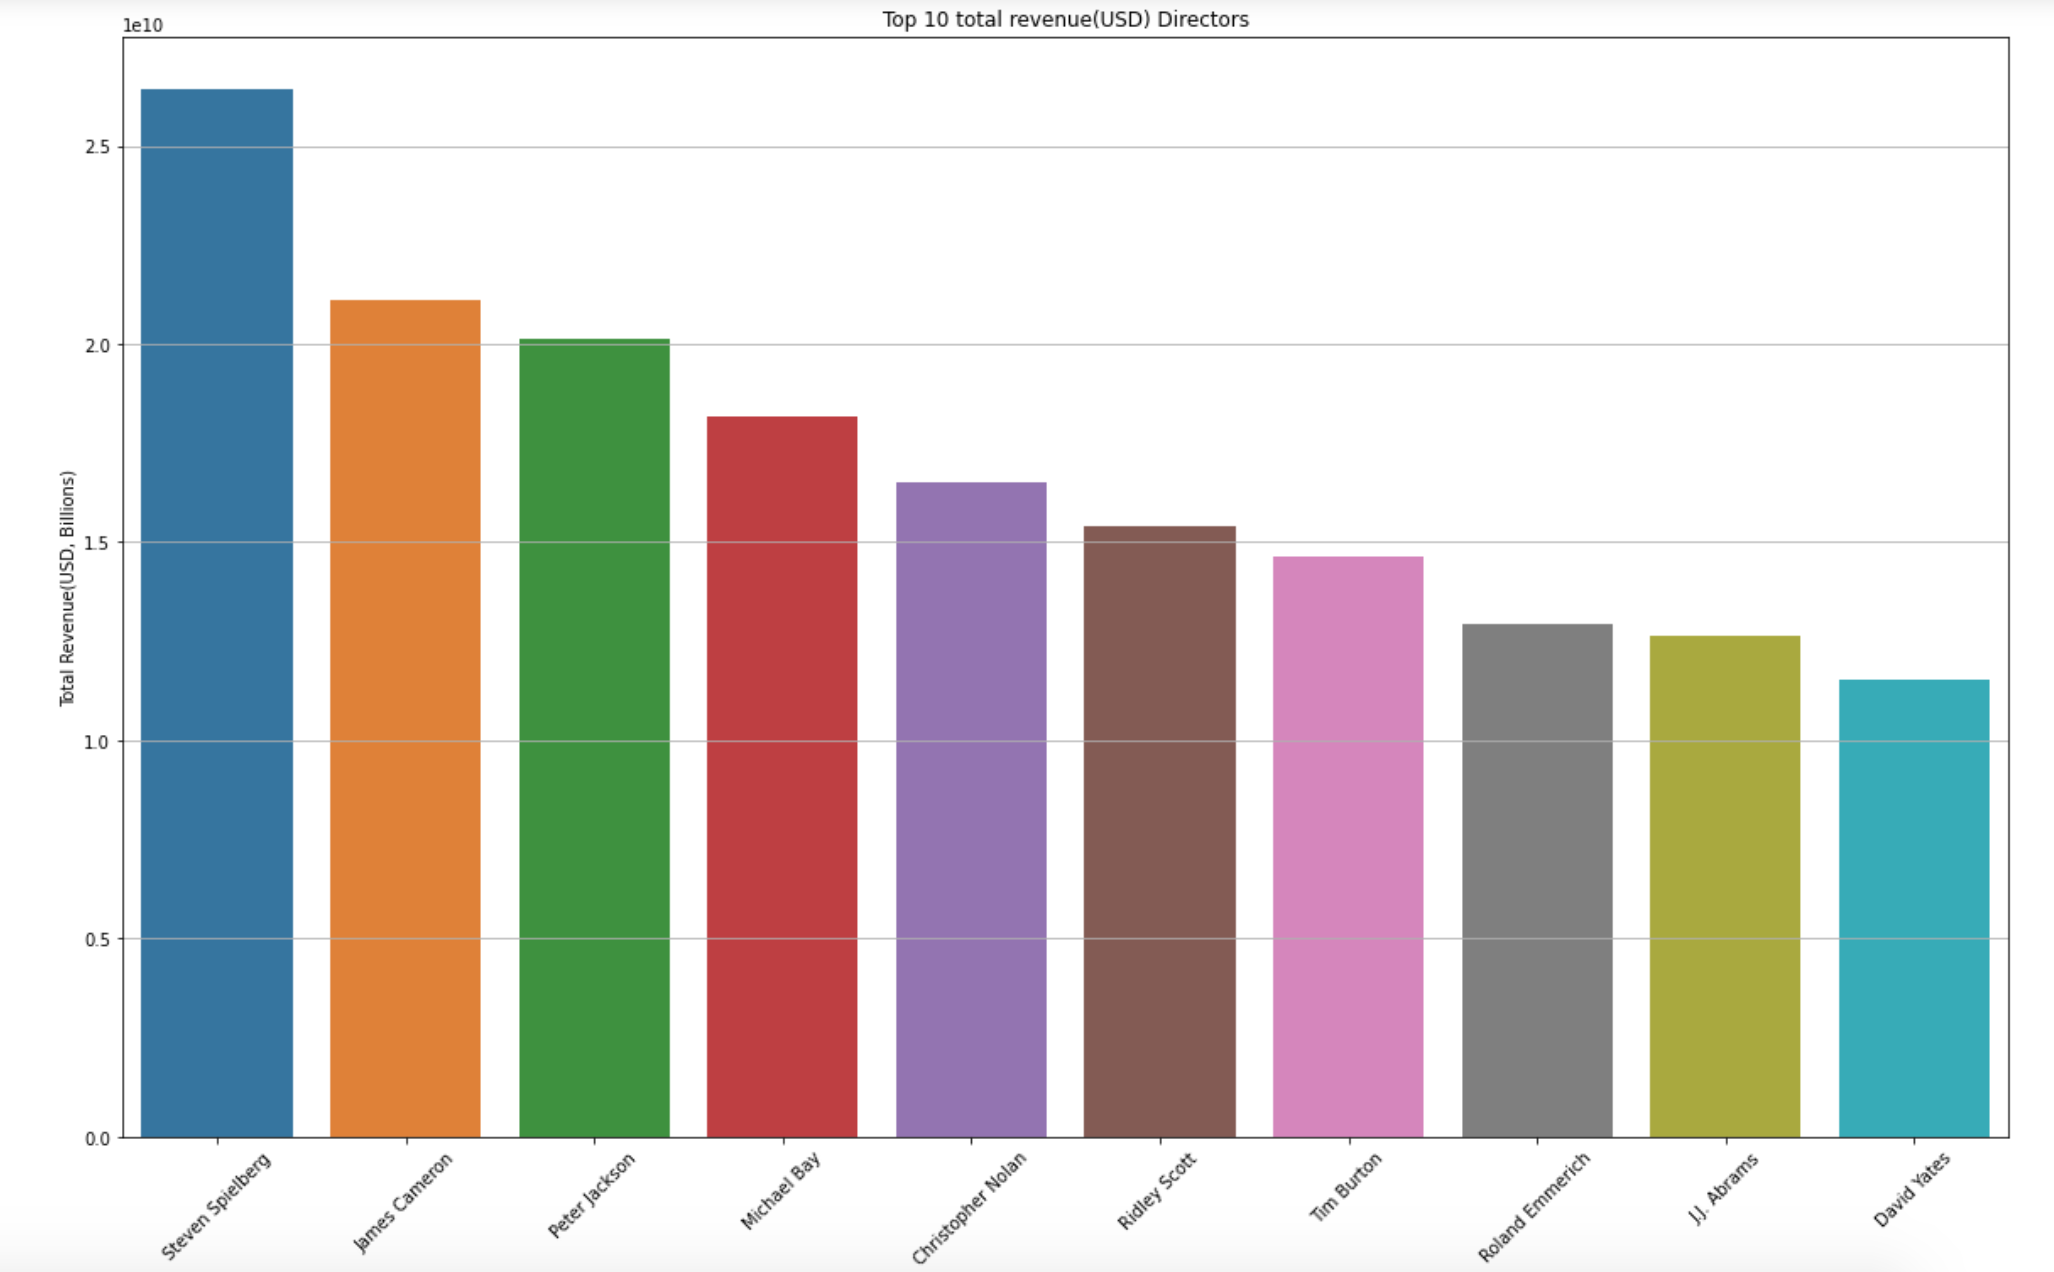 Top 10 total revenue(USD) Directors
1e10
2.5
2.0
1.5
1.0
0.5
0.0
Total Revenue(USD, Billions)
Steven Spielberg
James Cameron
Peter Jackson
Michael Bay
Christopher Nolan
Ridley Scott
Tim Burton
Roland Emmerich
J.J. Abrams
David Yates